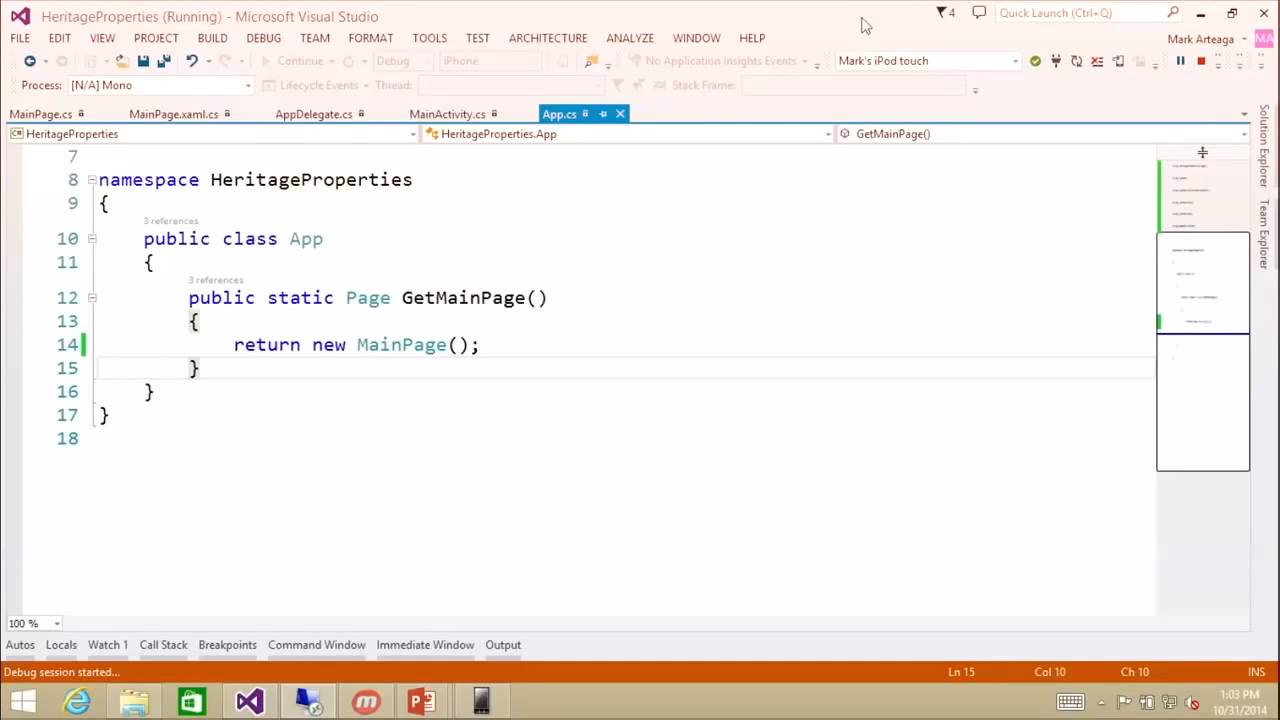 HeritageProperties (Running) - Microsoft Visual Studio
4
Quick Launch (Ctrl+Q)
FILE EDIT VIEW PROJECT BUILD DEBUG TEAM FORMAT TOOLS TEST ARCHITECTURE ANALYZE WINDOW HELP
Mark Arteaga MA
Continue Debug iPhone No Application Insights Events Mark's iPod touch
Process: [N/A] Mono Lifecycle Events Thread: Stack Frame:
MainPage.cs MainPage.xaml.cs AppDelegate.cs MainActivity.cs App.cs
HeritageProperties HeritageProperties.App GetMainPage()
7
8 namespace HeritageProperties
9 {
3 references
10 public class App
11 {
3 references
12 public static Page GetMainPage()
13 {
14 return new MainPage();
15 }
16 }
17 }
18
Solution Explorer
Team Explorer
100 %
Autos Locals Watch 1 Call Stack Breakpoints Command Window Immediate Window Output
Debug session started... Ln 15 Col 10 Ch 10 INS
1:03 PM
10/31/2014